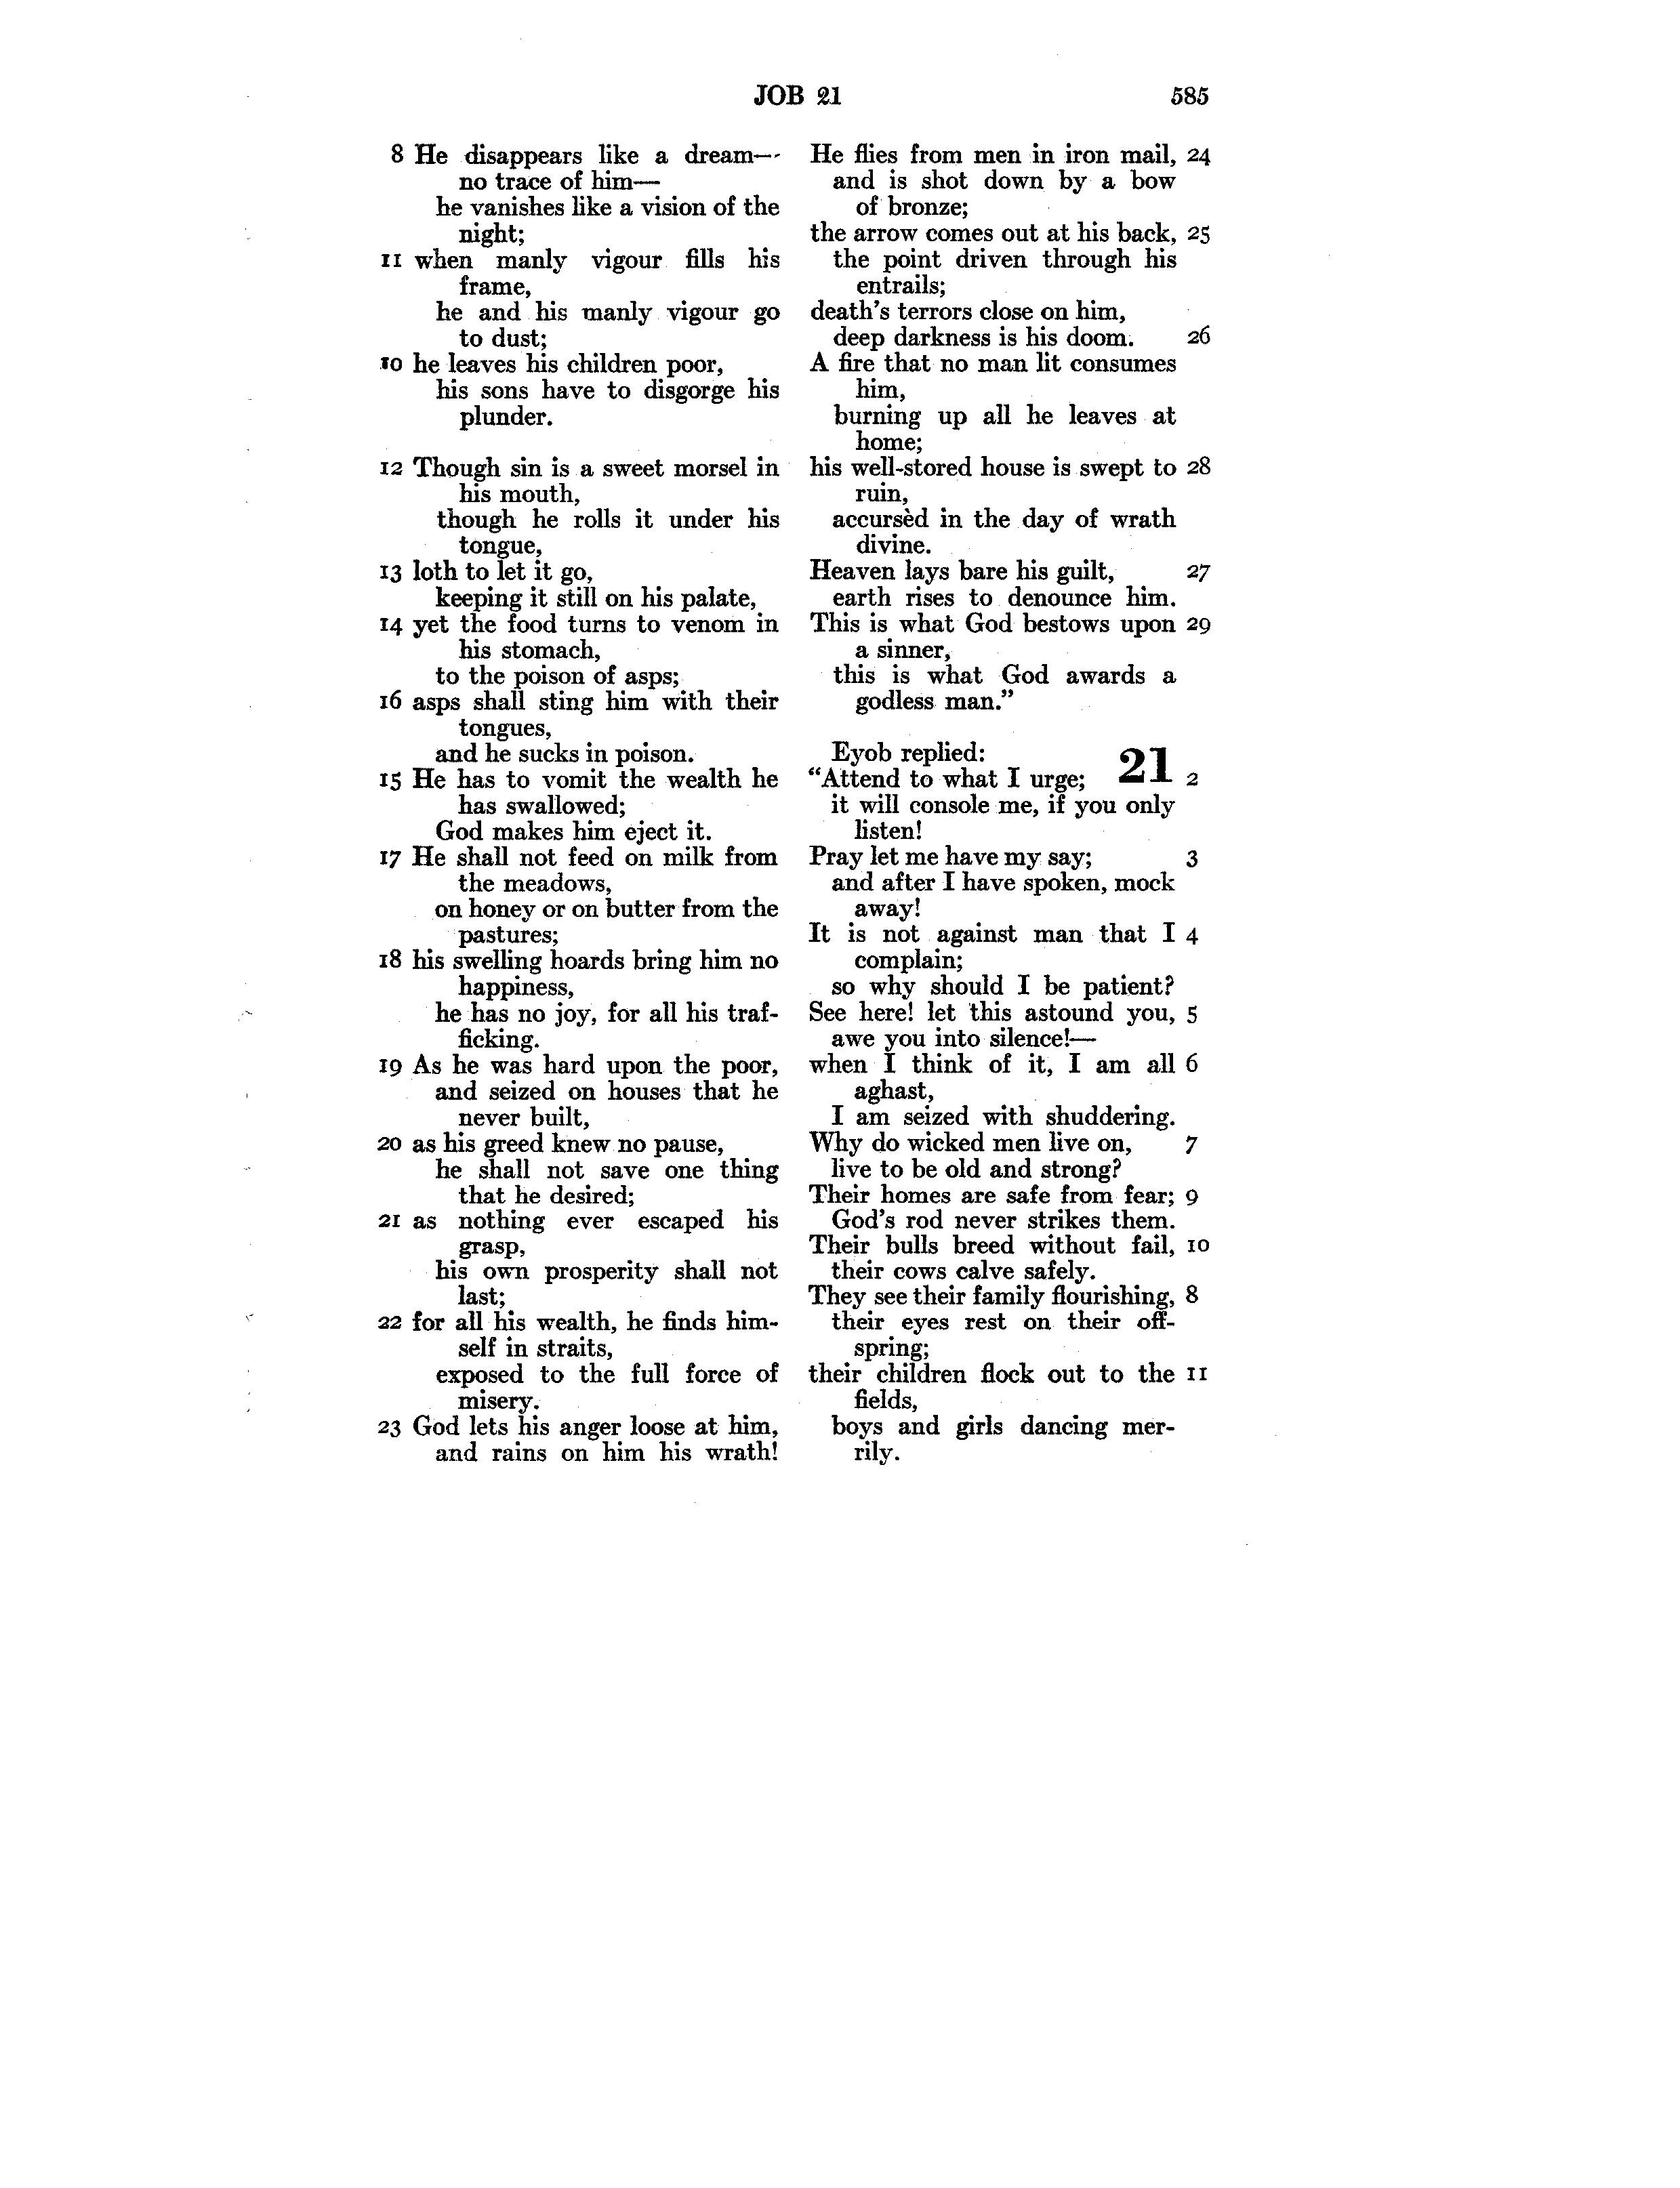 JOB 21 585
8 He disappears like a dream—
no trace of him—
he vanishes like a vision of the
night;
11 when manly vigour fills his
frame,
he and his manly vigour go
to dust;
10 he leaves his children poor,
his sons have to disgorge his
plunder.
12 Though sin is a sweet morsel in
his mouth,
though he rolls it under his
tongue,
13 loth to let it go,
keeping it still on his palate,
14 yet the food turns to venom in
his stomach,
to the poison of asps;
16 asps shall sting him with their
tongues,
and he sucks in poison.
15 He has to vomit the wealth he
has swallowed;
God makes him eject it.
17 He shall not feed on milk from
the meadows,
on honey or on butter from the
pastures;
18 his swelling hoards bring him no
happiness,
he has no joy, for all his traf-
ficking.
19 As he was hard upon the poor,
and seized on houses that he
never built,
20 as his greed knew no pause,
he shall not save one thing
that he desired;
21 as nothing ever escaped his
grasp,
his own prosperity shall not
last;
22 for all his wealth, he finds him-
self in straits,
exposed to the full force of
misery.
23 God lets his anger loose at him,
and rains on him his wrath!
He flies from men in iron mail, 24
and is shot down by a bow
of bronze;
the arrow comes out at his back, 25
the point driven through his
entrails;
death's terrors close on him,
deep darkness is his doom. 26
A fire that no man lit consumes
him,
burning up all he leaves at
home;
his well-stored house is swept to 28
ruin,
accursèd in the day of wrath
divine.
Heaven lays bare his guilt, 27
earth rises to denounce him.
This is what God bestows upon 29
a sinner,
this is what God awards a
godless man."
Eyob replied: 21
"Attend to what I urge; 2
it will console me, if you only
listen!
Pray let me have my say; 3
and after I have spoken, mock
away!
It is not against man that I 4
complain;
so why should I be patient?
See here! let this astound you, 5
awe you into silence!—
when I think of it, I am all 6
aghast,
I am seized with shuddering.
Why do wicked men live on, 7
live to be old and strong?
Their homes are safe from fear; 9
God's rod never strikes them.
Their bulls breed without fail, 10
their cows calve safely.
They see their family flourishing, 8
their eyes rest on their off-
spring;
their children flock out to the 11
fields,
boys and girls dancing mer-
rily.